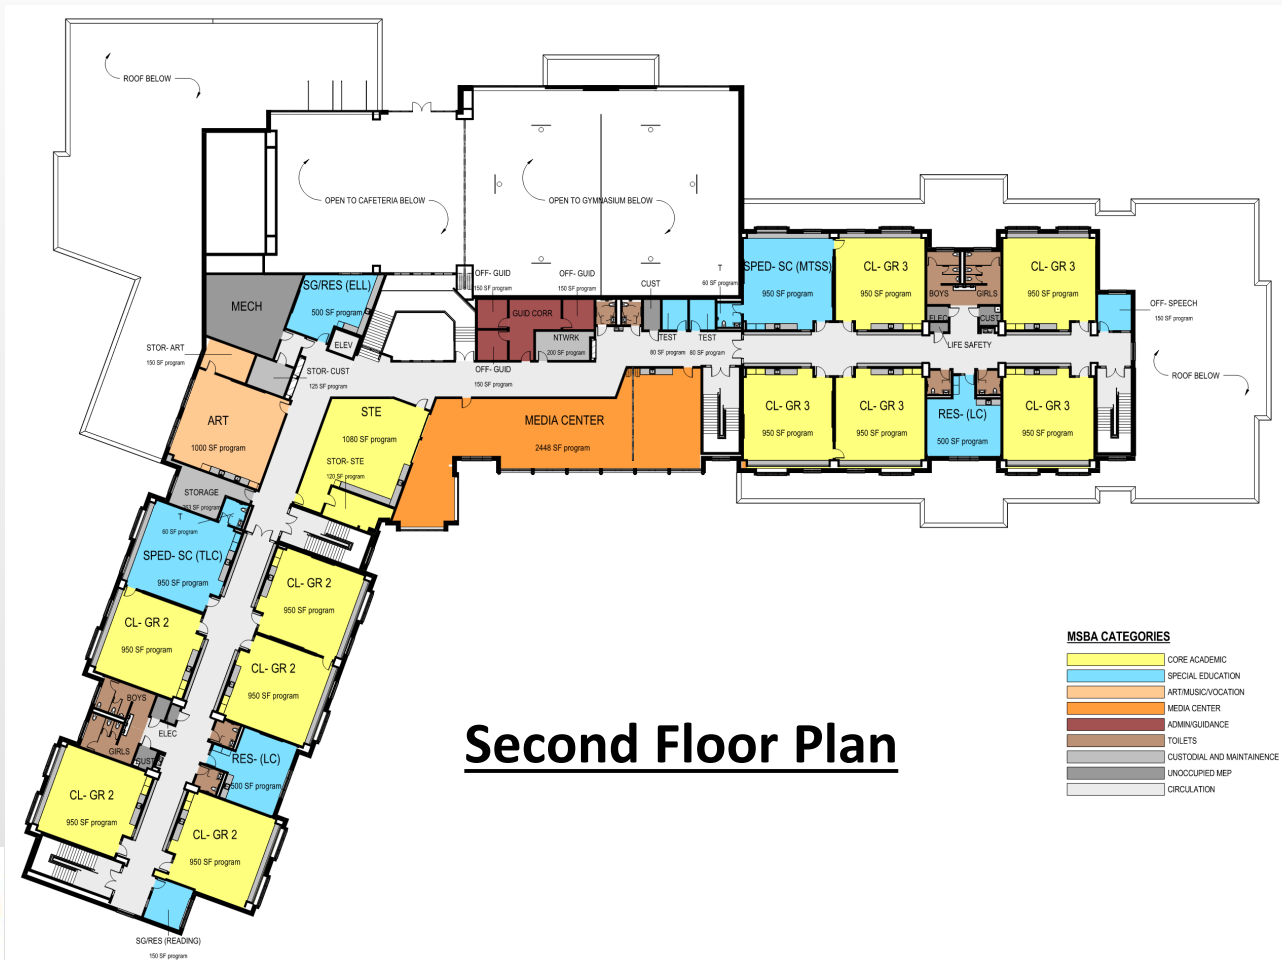 ROOF BELOW
OPEN TO CAFETERIA BELOW
OPEN TO GYMNASIUM BELOW
OFF- GUID
150 SF program
OFF- GUID
150 SF program
T
60 SF program
CUST
SPED- SC (MTSS)
950 SF program
CL- GR 3
950 SF program
BOYS
GIRLS
CL- GR 3
950 SF program
ELEC
CUST
OFF- SPEECH
150 SF program
LIFE SAFETY
ROOF BELOW
MECH
SG/RES (ELL)
500 SF program
ELEV
GUID CORR
NTWRK
200 SF program
TEST
80 SF program
TEST
80 SF program
OFF- GUID
150 SF program
STOR- ART
150 SF program
STOR- CUST
125 SF program
ART
1000 SF program
STE
1080 SF program
STOR- STE
120 SF program
MEDIA CENTER
2448 SF program
CL- GR 3
950 SF program
CL- GR 3
950 SF program
RES- (LC)
500 SF program
CL- GR 3
950 SF program
STORAGE
SF program
T
60 SF program
SPED- SC (TLC)
950 SF program
CL- GR 2
950 SF program
CL- GR 2
950 SF program
CL- GR 2
950 SF program
BOYS
GIRLS
ELEC
CUST
RES- (LC)
500 SF program
CL- GR 2
950 SF program
CL- GR 2
950 SF program
SG/RES (READING)
150 SF program
Second Floor Plan
MSBA CATEGORIES
CORE ACADEMIC
SPECIAL EDUCATION
ART/MUSIC/VOCATION
MEDIA CENTER
ADMIN/GUIDANCE
TOILETS
CUSTODIAL AND MAINTAINENCE
UNOCCUPIED MEP
CIRCULATION